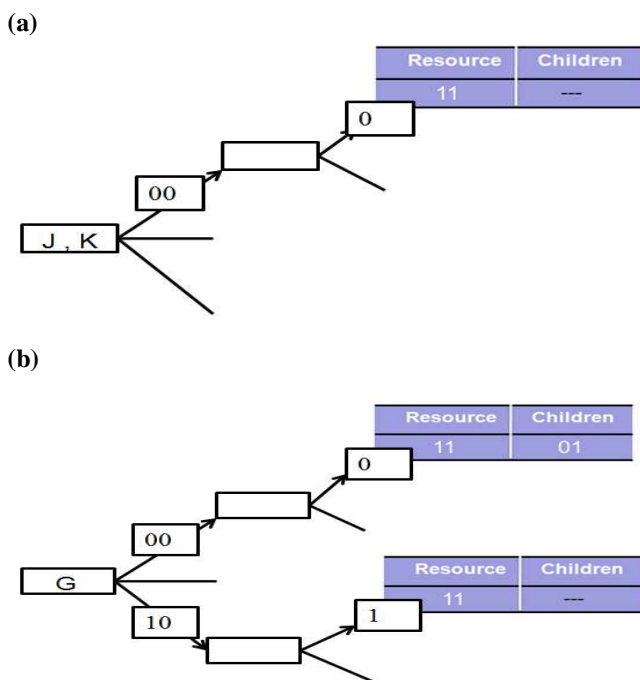 (a)
Resource Children
11 ---
0
00
J , K
(b)
Resource Children
11 01
0
00
G
Resource Children
11 ---
1
10